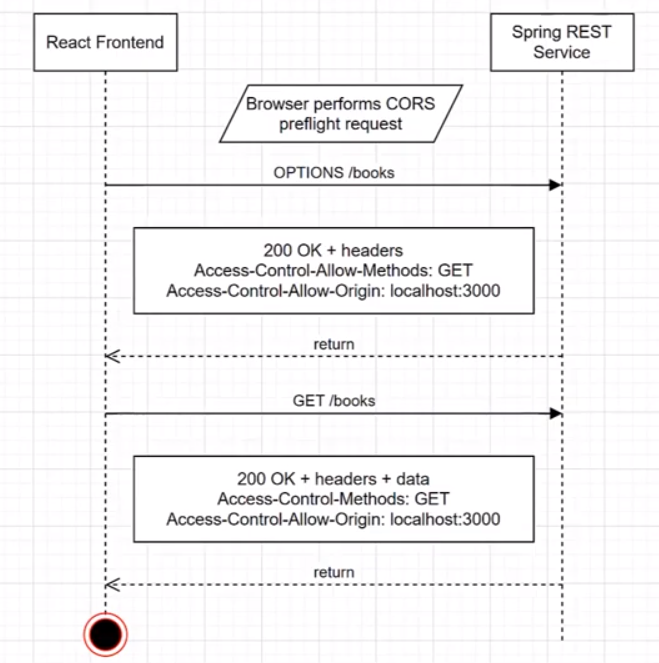 React Frontend
Spring REST
Service
Browser performs CORS
preflight request
OPTIONS /books
200 OK + headers
Access-Control-Allow-Methods: GET
Access-Control-Allow-Origin: localhost:3000
return
GET /books
200 OK + headers + data
Access-Control-Methods: GET
Access-Control-Allow-Origin: localhost:3000
return